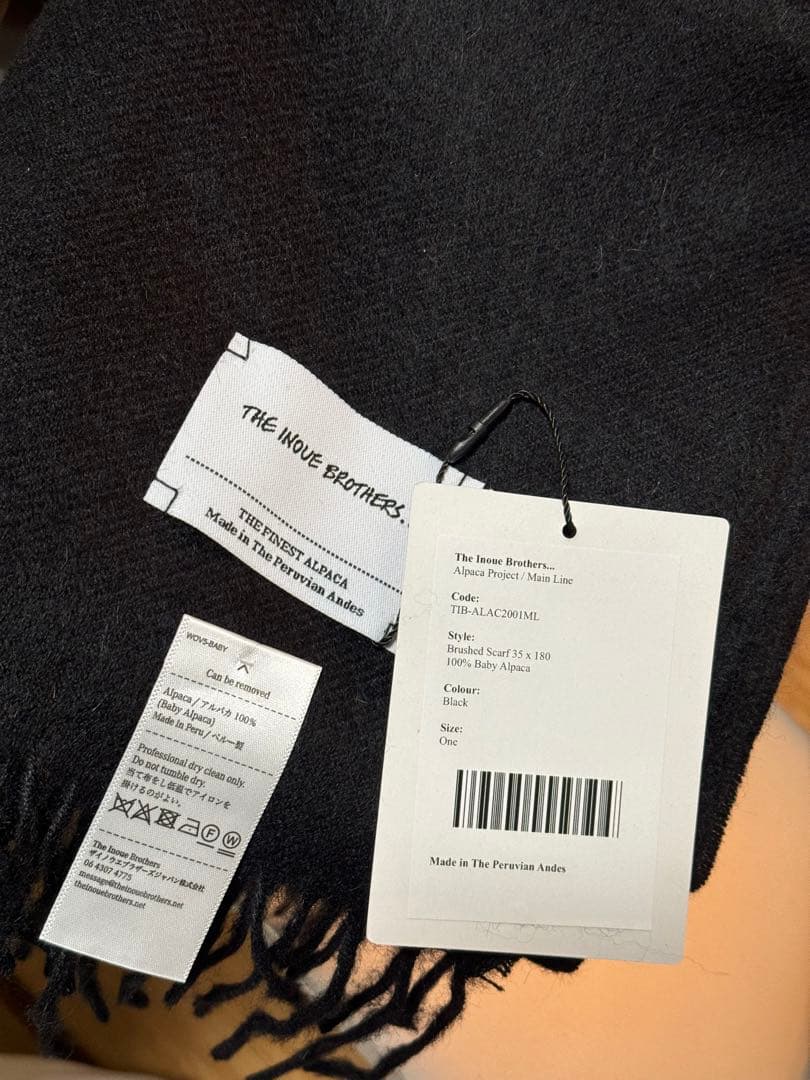 THE INOUE BROTHERS..
THE FINEST ALPACA
Made in The Peruvian Andes
The Inoue Brothers...
Alpaca Project / Main Line
Code:
TIB-ALAC2001ML
Style:
Brushed Scarf 35 x 180
100% Baby Alpaca
Colour:
Black
Size:
One
Made in The Peruvian Andes
WOVS-BABY
Can be removed
Alpaca / アルパカ 100%
(Baby Alpaca)
Made in Peru / ペルー製
Professional dry clean only.
Do not tumble dry.
当て布をし低温でアイロンを
掛けるのがよい。
F W
The Inoue Brothers
ザイノウエブラザーズジャパン株式会社
06 4307 4775
message@theinouebrothers.net
theinouebrothers.net